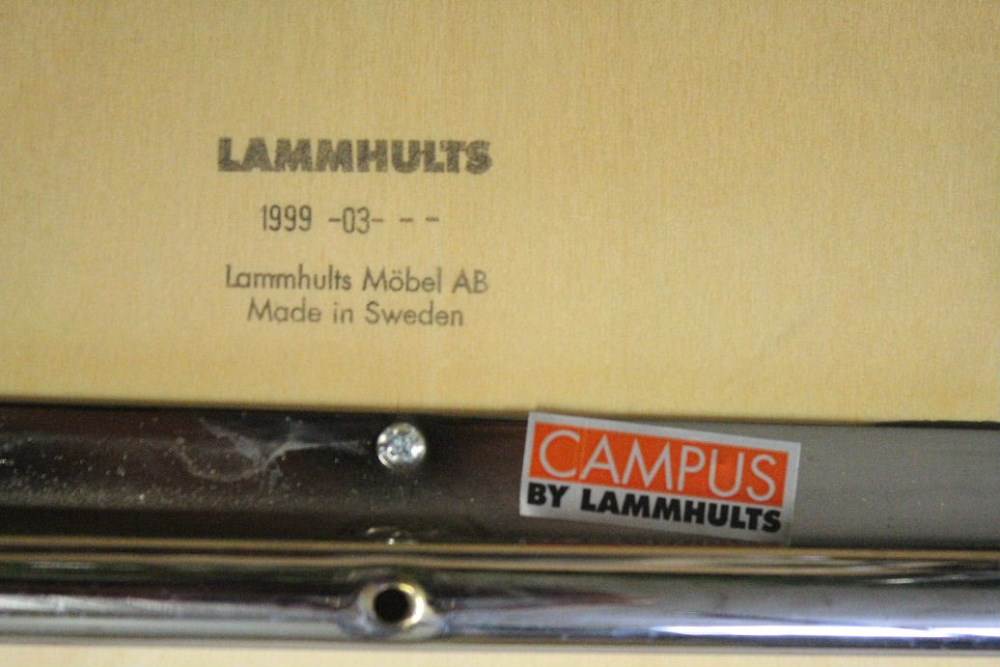 LAMMHULTS
1999 -03- - -
Lammhults Möbel AB
Made in Sweden
CAMPUS
BY LAMMHULTS